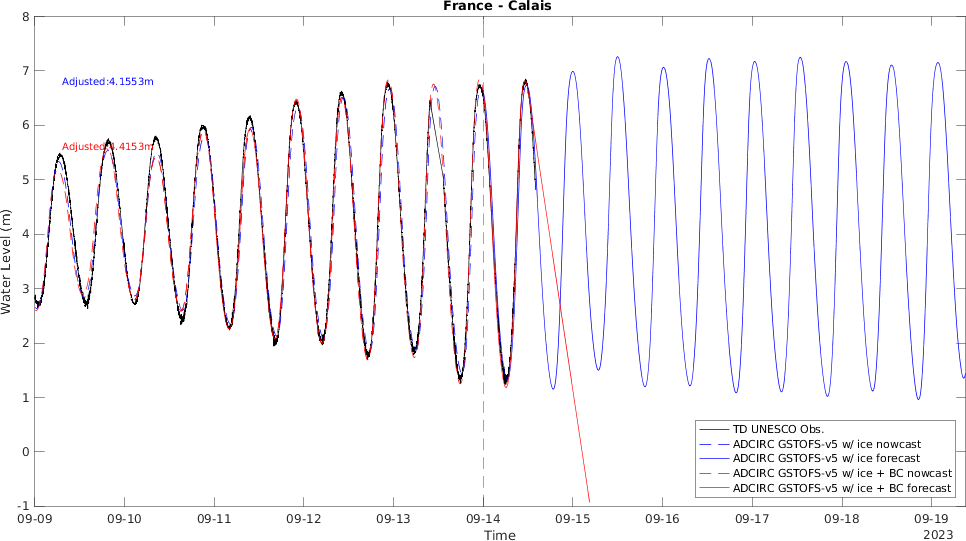 France - Calais
8
7
6
5
4
3
2
1
0
-1
Water Level (m)
Adjusted:4.1553m
Adjusted:4.4153m
TD UNESCO Obs.
ADCIRC GSTOFS-v5 w/ ice nowcast
ADCIRC GSTOFS-v5 w/ ice forecast
ADCIRC GSTOFS-v5 w/ ice + BC nowcast
ADCIRC GSTOFS-v5 w/ ice + BC forecast
09-09 09-10 09-11 09-12 09-13 09-14 09-15 09-16 09-17 09-18 09-19
Time
2023